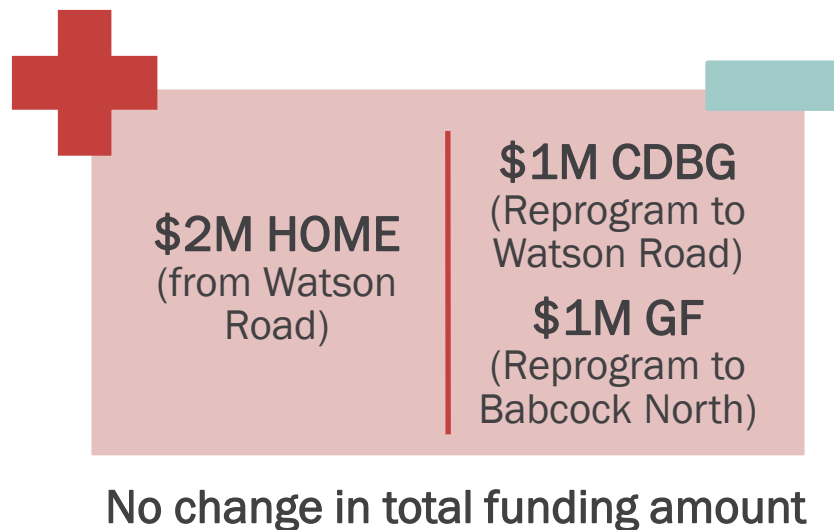 $2M HOME
(from Watson
Road)
$1M CDBG
(Reprogram to
Watson Road)
$1M GF
(Reprogram to
Babcock North)
No change in total funding amount